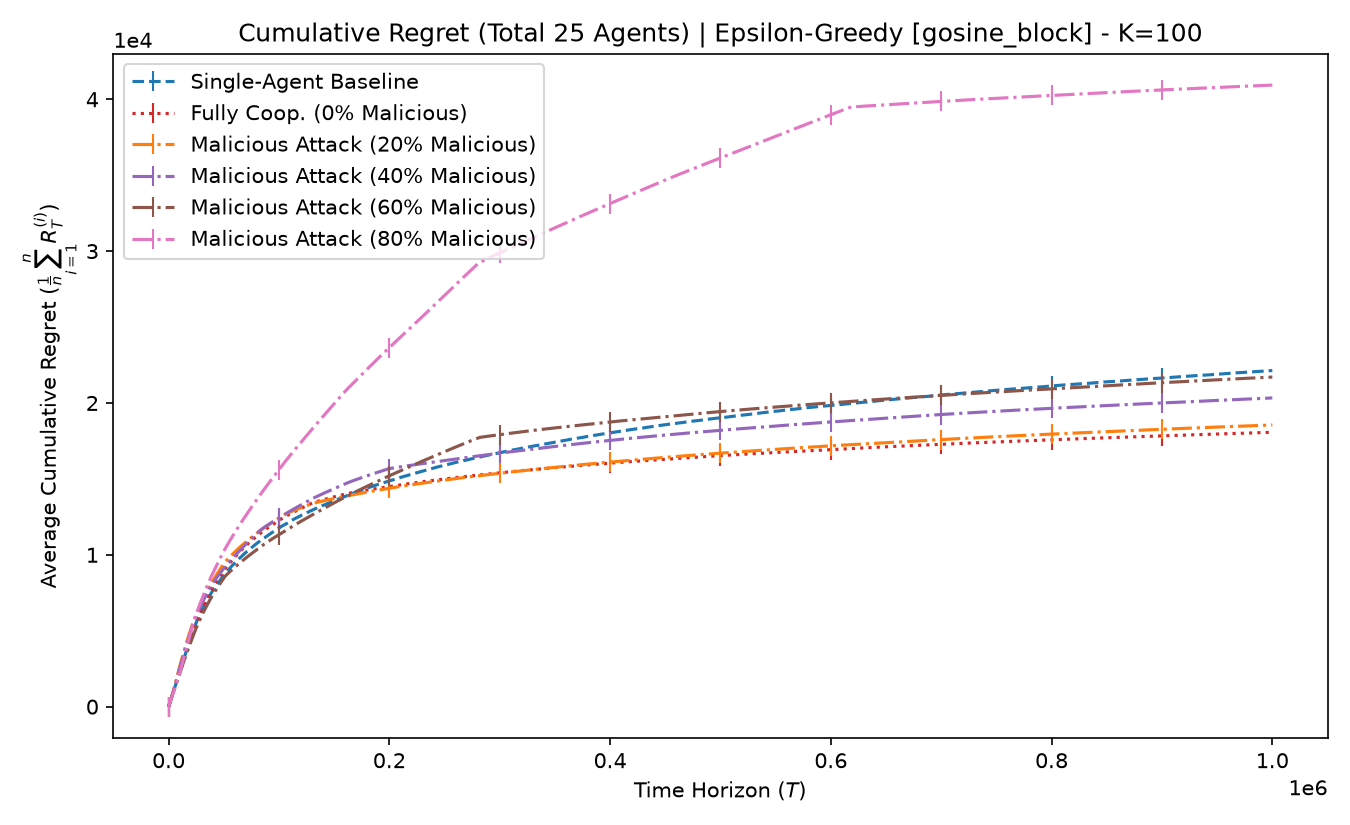 Cumulative Regret (Total 25 Agents) | Epsilon-Greedy [gosine_block] - K=100
1e4
Single-Agent Baseline
Fully Coop. (0% Malicious)
Malicious Attack (20% Malicious)
Malicious Attack (40% Malicious)
Malicious Attack (60% Malicious)
Malicious Attack (80% Malicious)
4
3
2
1
0
Average Cumulative Regret (\frac{1}{n}\sum_{i=1}^{n} R_T^{(i)})
0.0 0.2 0.4 0.6 0.8 1.0
1e6
Time Horizon (T)